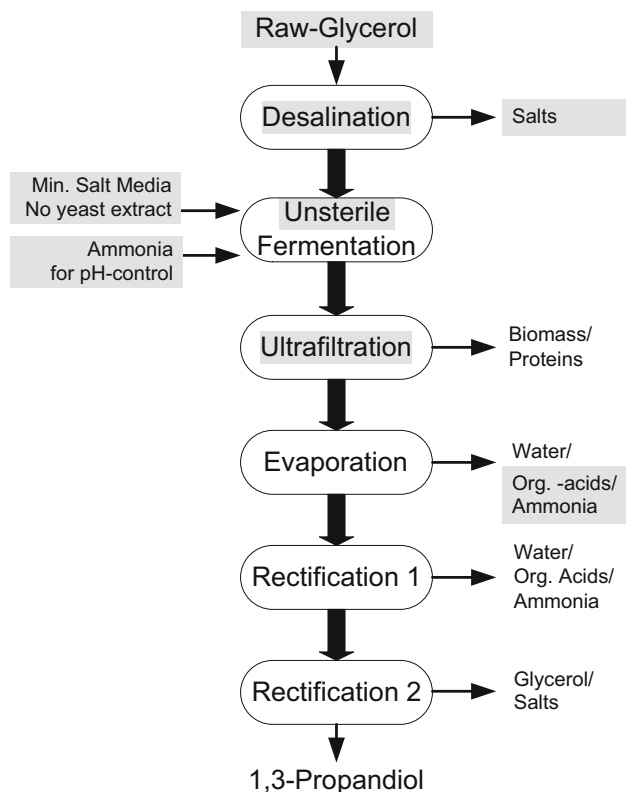 Raw-Glycerol
Desalination
Salts
Min. Salt Media
No yeast extract
Unsterile
Fermentation
Ammonia
for pH-control
Ultrafiltration
Biomass/
Proteins
Evaporation
Water/
Org. -acids/
Ammonia
Rectification 1
Water/
Org. Acids/
Ammonia
Rectification 2
Glycerol/
Salts
1,3-Propandiol